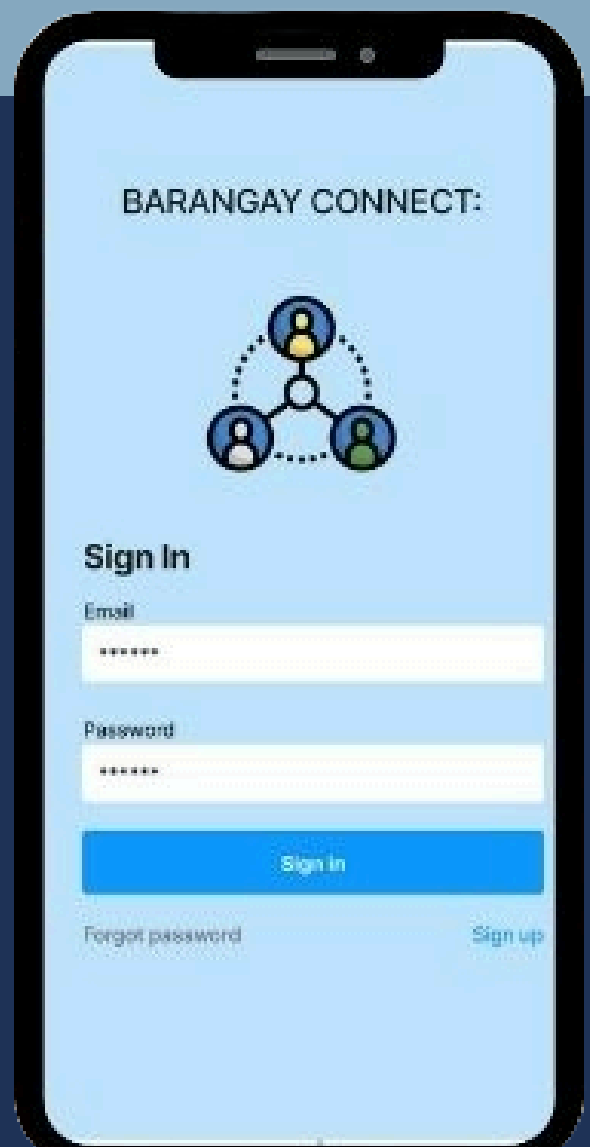 BARANGAY CONNECT:
Sign In
Email
••••••
Password
••••••
Sign in
Forgot password
Sign up